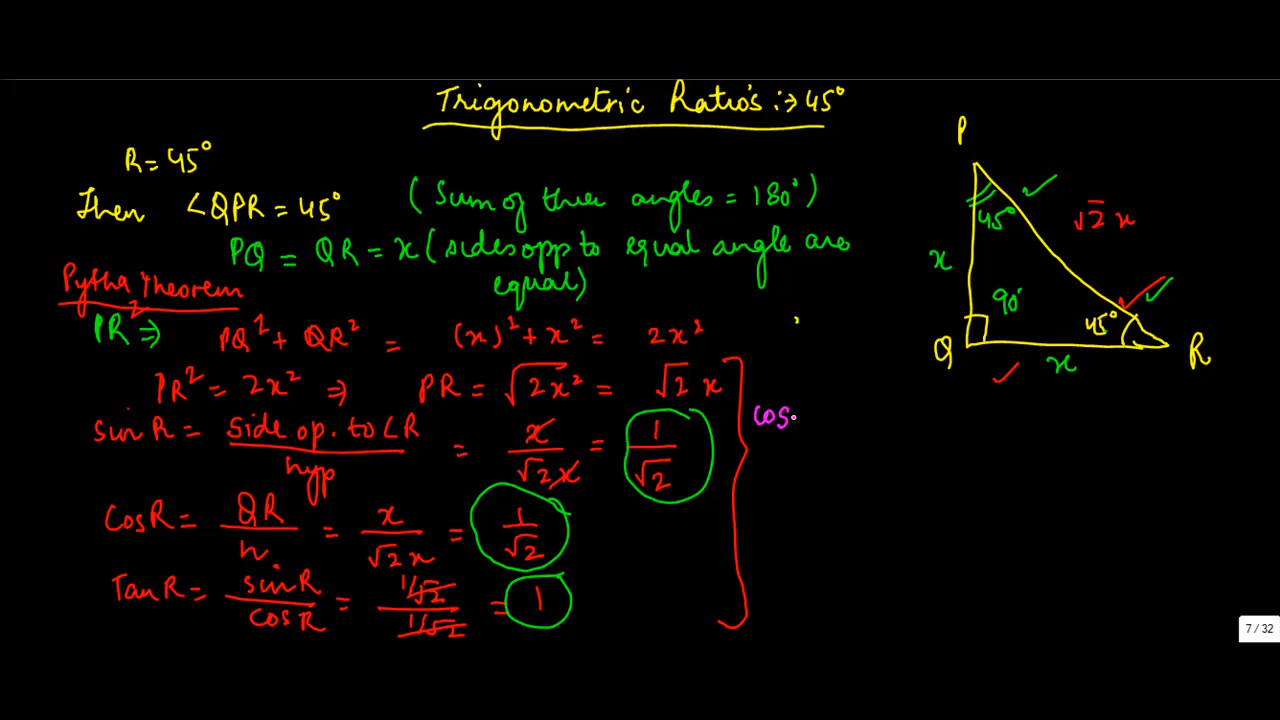 Trigonometric Ratio's :→ 45°
R = 45°
Then ∠QPR = 45° (Sum of three angles = 180°)
PQ = QR = x (sides opp to equal angle are
equal)
Pytha Theorem
PR² ⇒ PQ² + QR² = (x)² + x² = 2x²
PR² = 2x² ⇒ PR = √2x² = √2 x
sin R = Side op. to ∠R / hyp = x / √2 x = 1 / √2
Cos R = QR / h = x / √2 x = 1 / √2
Tan R = sin R / cos R = 1/√2 / 1/√2 = 1
cos
P
45°
√2 x
x
90°
45°
Q
x
R
7 / 32